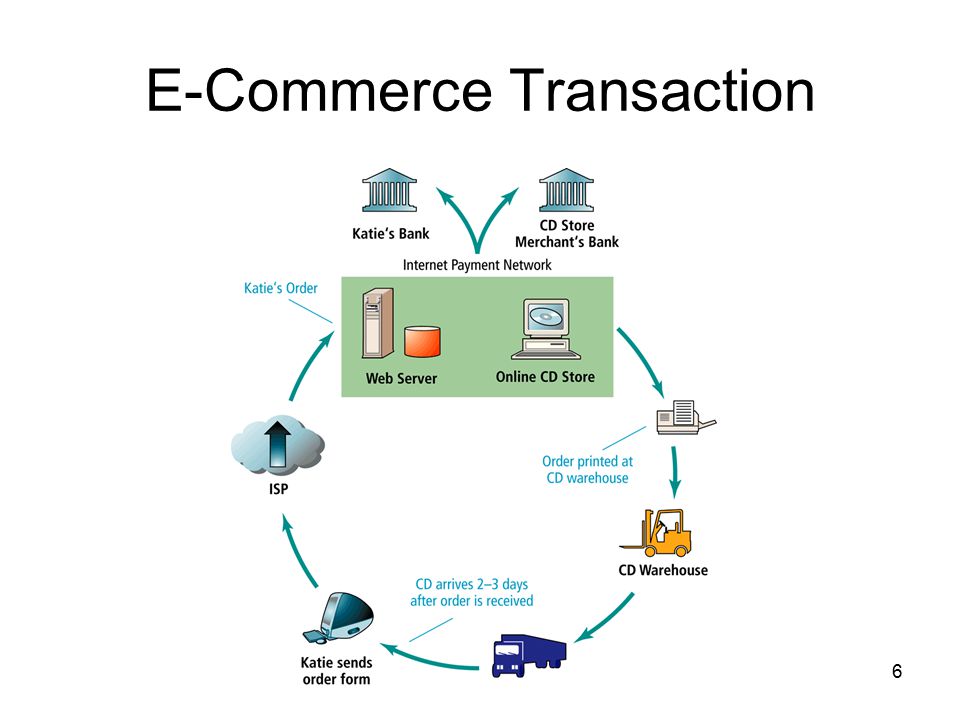 E-Commerce Transaction
Katie's Bank
CD Store
Merchant's Bank
Internet Payment Network
Katie's Order
Web Server
Online CD Store
Order printed at
CD warehouse
ISP
CD Warehouse
CD arrives 2–3 days
after order is received
Katie sends
order form
6